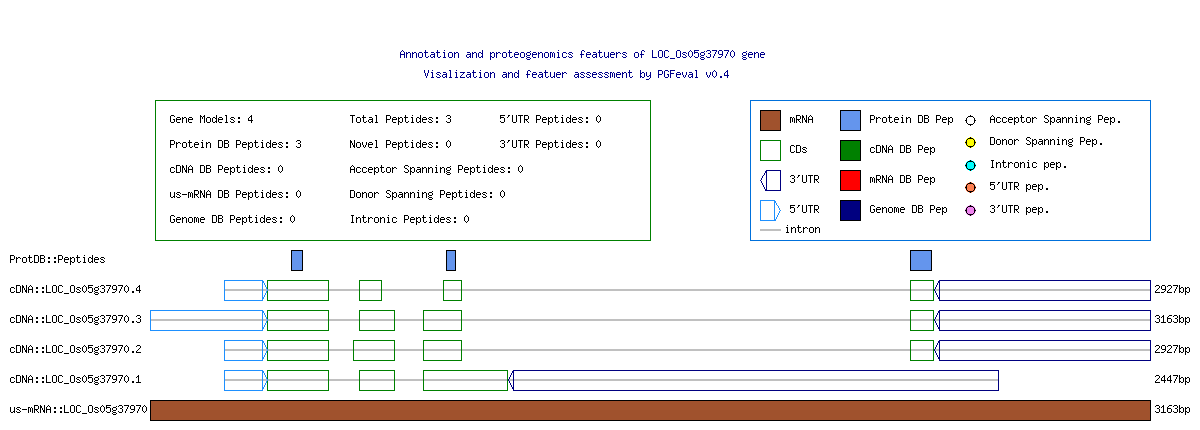 Annotation and proteogenomics featuers of LOC_Os05g37970 gene
Visalization and featuer assessment by PGFeval v0.4
Gene Models: 4 Total Peptides: 3 5'UTR Peptides: 0
Protein DB Peptides: 3 Novel Peptides: 0 3'UTR Peptides: 0
cDNA DB Peptides: 0 Acceptor Spanning Peptides: 0
us-mRNA DB Peptides: 0 Donor Spanning Peptides: 0
Genome DB Peptides: 0 Intronic Peptides: 0
mRNA Protein DB Pep Acceptor Spanning Pep.
CDs cDNA DB Pep Donor Spanning Pep.
3'UTR mRNA DB Pep Intronic pep.
5'UTR Genome DB Pep 5'UTR pep.
intron 3'UTR pep.
ProtDB::Peptides
cDNA::LOC_Os05g37970.4 2927bp
cDNA::LOC_Os05g37970.3 3163bp
cDNA::LOC_Os05g37970.2 2927bp
cDNA::LOC_Os05g37970.1 2447bp
us-mRNA::LOC_Os05g37970 3163bp